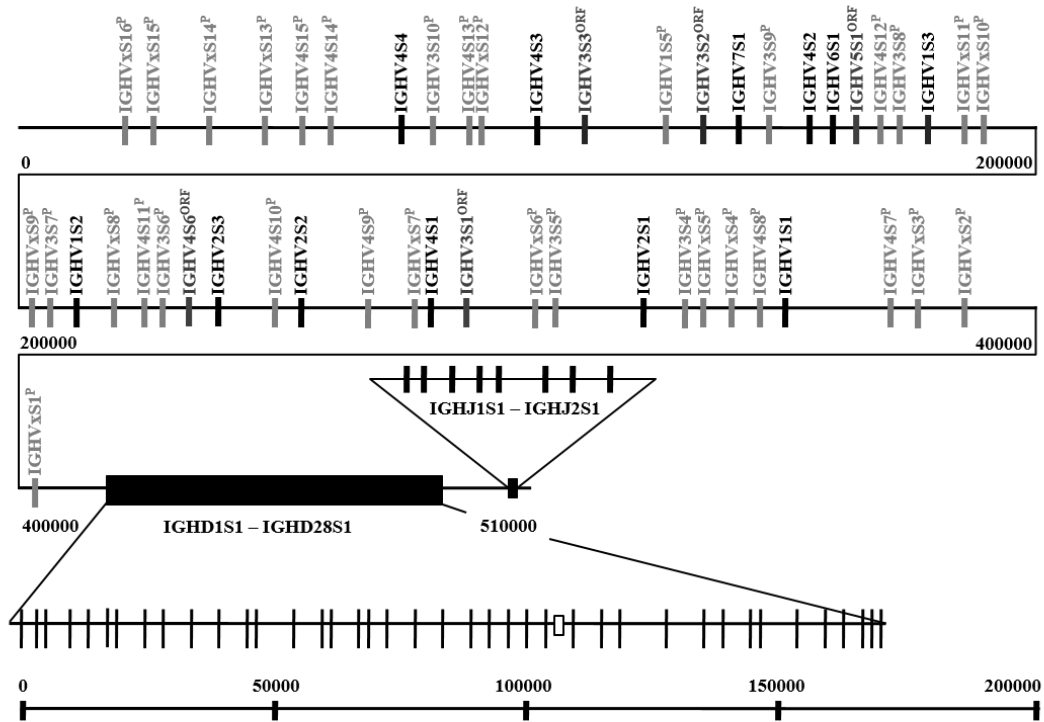 IGHVxS16P
IGHVxS15P
IGHVxS14P
IGHVxS13P
IGHV4S15P
IGHV4S14P
IGHV4S4
IGHV3S10P
IGHV4S13P
IGHVxS12P
IGHV4S3
IGHV3S3ORF
IGHV1S5P
IGHV3S2ORF
IGHV7S1
IGHV3S9P
IGHV4S2
IGHV6S1
IGHV5S1ORF
IGHV4S12P
IGHV3S8P
IGHV1S3
IGHVxS11P
IGHVxS10P
0
200000
IGHVxS9P
IGHV3S7P
IGHV1S2
IGHVxS8P
IGHV4S11P
IGHV3S6P
IGHV4S6ORF
IGHV2S3
IGHV4S10P
IGHV2S2
IGHV4S9P
IGHVxS7P
IGHV4S1
IGHV3S1ORF
IGHVxS6P
IGHV3S5P
IGHV2S1
IGHV3S4P
IGHVxS5P
IGHVxS4P
IGHV4S8P
IGHV1S1
IGHV4S7P
IGHVxS3P
IGHVxS2P
200000
400000
IGHVxS1P
IGHJ1S1 – IGHJ2S1
400000
IGHD1S1 – IGHD28S1
510000
0
50000
100000
150000
200000